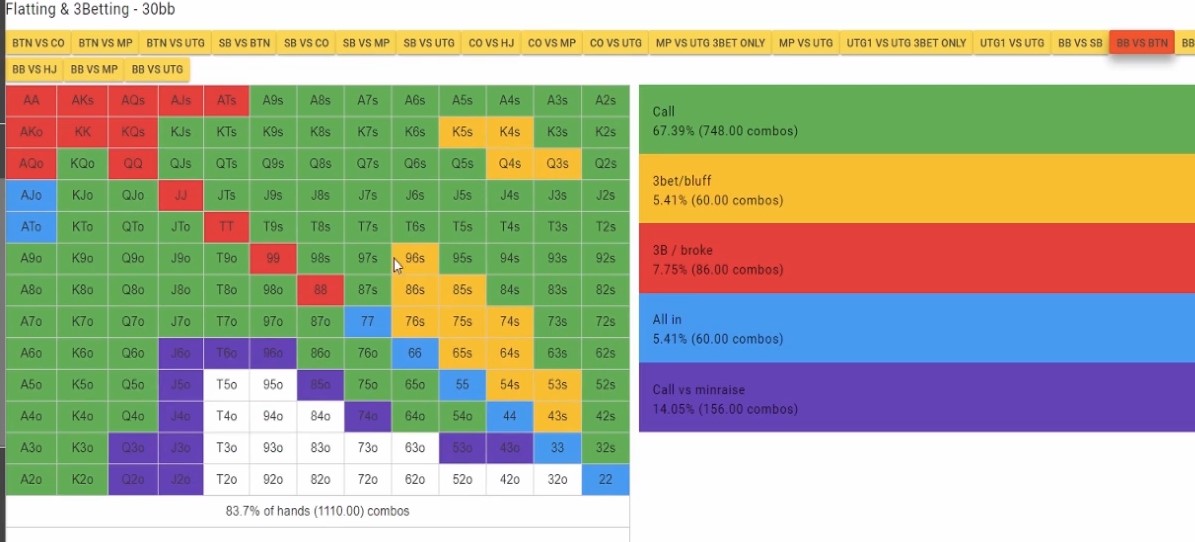 Flatting & 3Betting - 30bb
BTN VS CO BTN VS MP BTN VS UTG SB VS BTN SB VS CO SB VS MP SB VS UTG CO VS HJ CO VS MP CO VS UTG MP VS UTG 3BET ONLY MP VS UTG UTG1 VS UTG 3BET ONLY UTG1 VS UTG BB VS SB BB VS BTN BB
BB VS HJ BB VS MP BB VS UTG
AA AKs AQs AJs ATs A9s A8s A7s A6s A5s A4s A3s A2s
AKo KK KQs KJs KTs K9s K8s K7s K6s K5s K4s K3s K2s
AQo KQo QQ QJs QTs Q9s Q8s Q7s Q6s Q5s Q4s Q3s Q2s
AJo KJo QJo JJ JTs J9s J8s J7s J6s J5s J4s J3s J2s
ATo KTo QTo JTo TT T9s T8s T7s T6s T5s T4s T3s T2s
A9o K9o Q9o J9o T9o 99 98s 97s 96s 95s 94s 93s 92s
A8o K8o Q8o J8o T8o 98o 88 87s 86s 85s 84s 83s 82s
A7o K7o Q7o J7o T7o 97o 87o 77 76s 75s 74s 73s 72s
A6o K6o Q6o J6o T6o 96o 86o 76o 66 65s 64s 63s 62s
A5o K5o Q5o J5o T5o 95o 85o 75o 65o 55 54s 53s 52s
A4o K4o Q4o J4o T4o 94o 84o 74o 64o 54o 44 43s 42s
A3o K3o Q3o J3o T3o 93o 83o 73o 63o 53o 43o 33 32s
A2o K2o Q2o J2o T2o 92o 82o 72o 62o 52o 42o 32o 22
83.7% of hands (1110.00) combos
Call
67.39% (748.00 combos)
3bet/bluff
5.41% (60.00 combos)
3B / broke
7.75% (86.00 combos)
All in
5.41% (60.00 combos)
Call vs minraise
14.05% (156.00 combos)